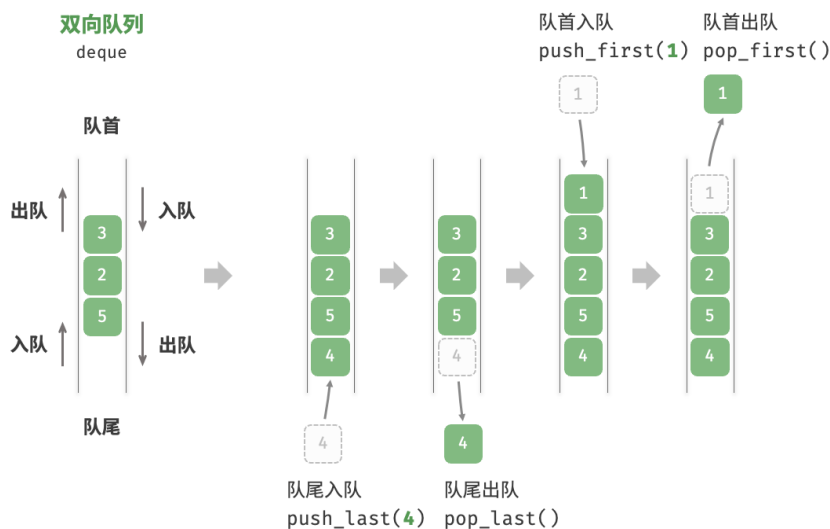 双向队列
deque
队首
出队
入队
3
2
5
入队
出队
队尾
3
2
5
4
4
队尾入队
push_last(4)
3
2
5
4
4
队尾出队
pop_last()
队首入队
push_first(1)
1
1
3
2
5
4
队首出队
pop_first()
1
1
3
2
5
4